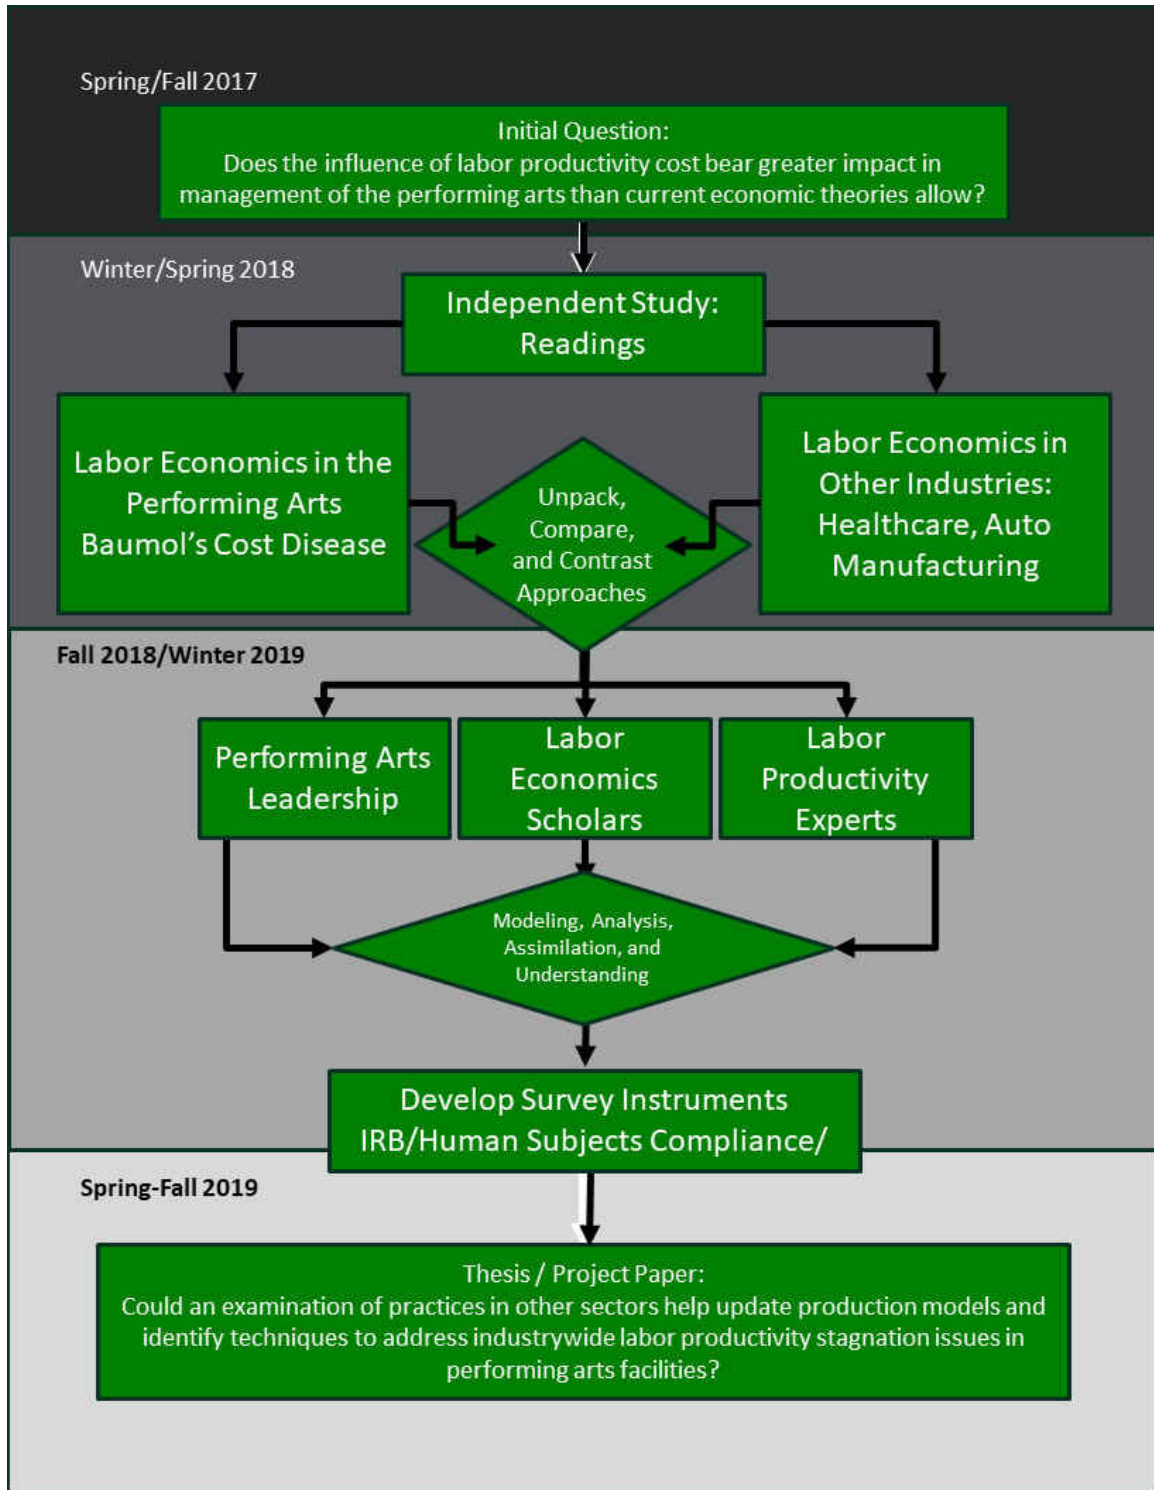 Spring/Fall 2017
Initial Question:
Does the influence of labor productivity cost bear greater impact in
management of the performing arts than current economic theories allow?
Winter/Spring 2018
Independent Study:
Readings
Labor Economics in the
Performing Arts
Baumol's Cost Disease
Unpack,
Compare,
and Contrast
Approaches
Labor Economics in
Other Industries:
Healthcare, Auto
Manufacturing
Fall 2018/Winter 2019
Performing Arts
Leadership
Labor
Economics
Scholars
Labor
Productivity
Experts
Modeling, Analysis,
Assimilation, and
Understanding
Develop Survey Instruments
IRB/Human Subjects Compliance/
Spring-Fall 2019
Thesis / Project Paper:
Could an examination of practices in other sectors help update production models and
identify techniques to address industrywide labor productivity stagnation issues in
performing arts facilities?